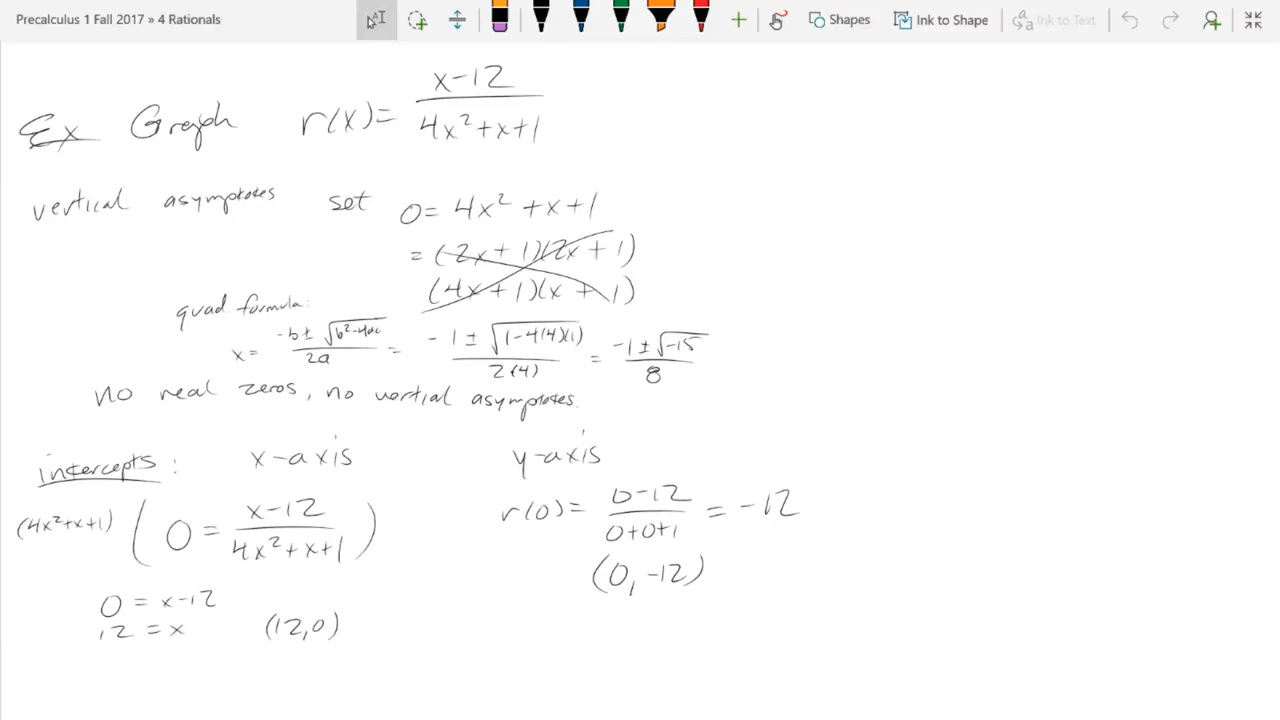 Precalculus 1 Fall 2017 » 4 Rationals
Shapes
Ink to Shape
Ink to Text
Ex Graph r(x) = (x-12)/(4x²+x+1)
vertical asymptotes set 0 = 4x² + x + 1
= (2x + 1)(2x + 1)
(4x + 1)(x + 1)
quad formula:
x = (-b ± √(b²-4ac))/(2a) = (-1 ± √(1-4(4)(1)))/(2(4)) = (-1 ± √-15)/8
no real zeros, no vertical asymptotes.
intercepts: x-axis y-axis
(4x²+x+1) ( 0 = (x-12)/(4x²+x+1) )
r(0) = (0-12)/(0+0+1) = -12
(0, -12)
0 = x-12
12 = x (12,0)